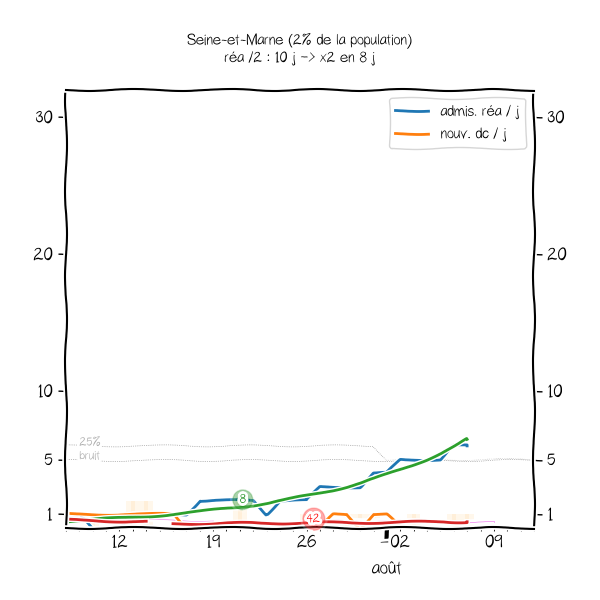 Seine-et-Marne (2% de la population)
réa /2 : 10 j -> x2 en 8 j
admis. réa / j
nouv. dc / j
30 30
20 20
10 10
25%
5 bruit 5
8
42
1 1
12 19 26 02 09
août